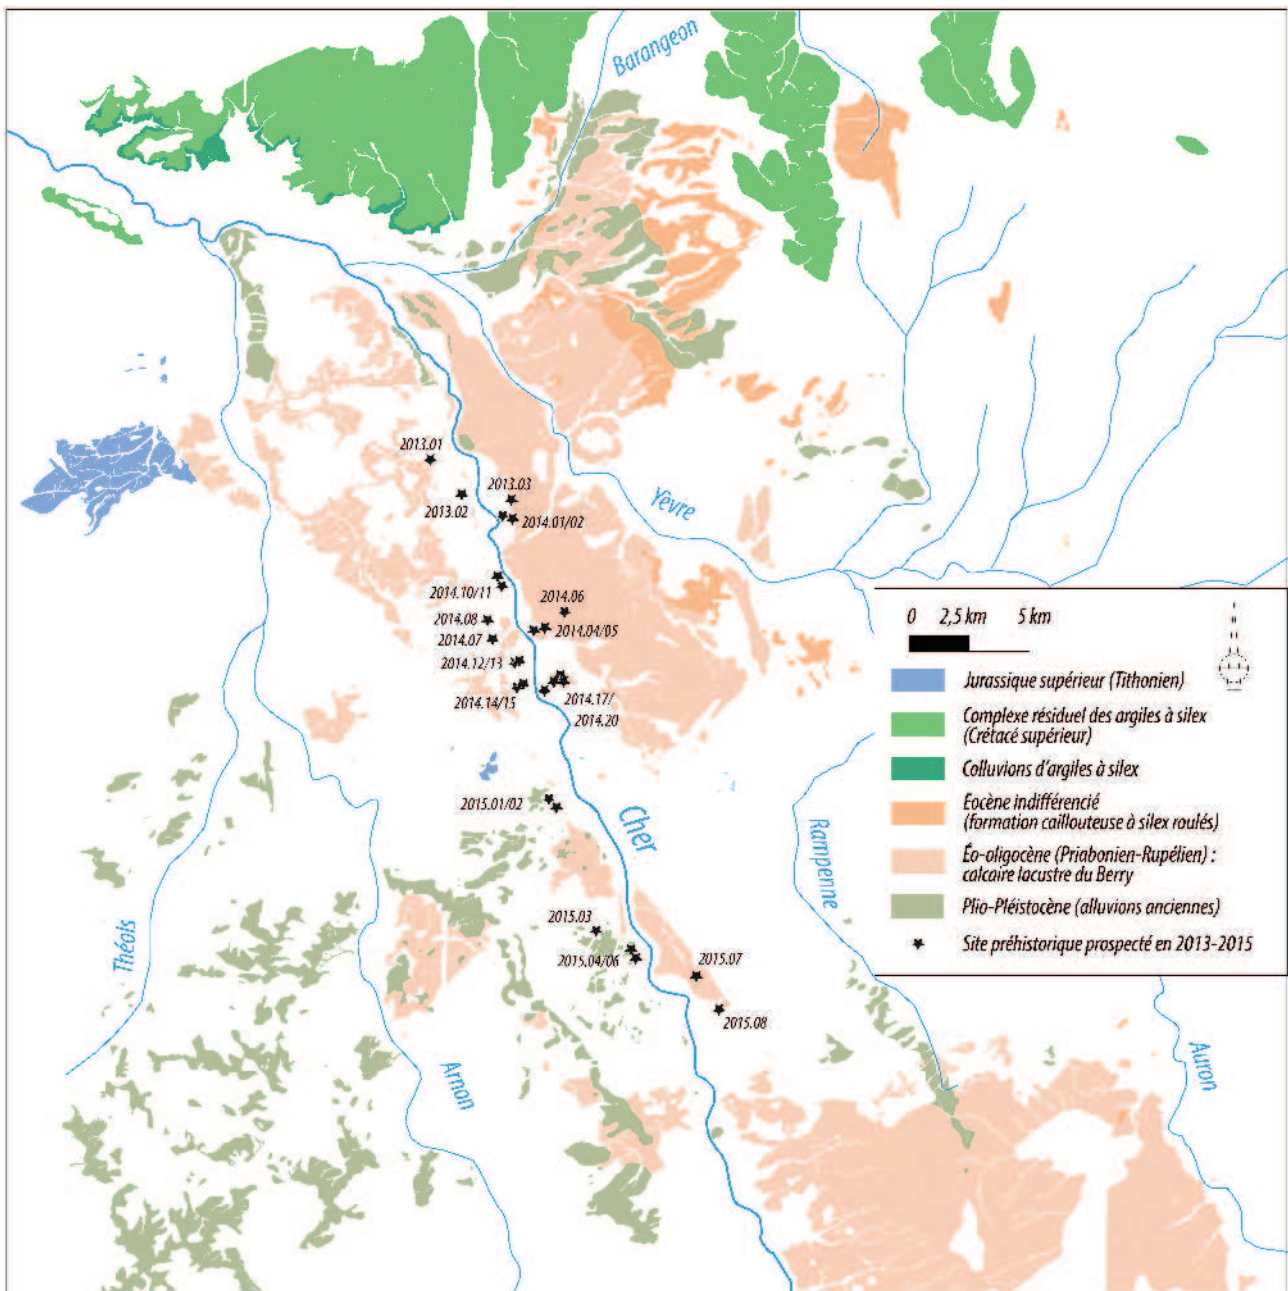 Barangeon
2013.01
2013.03
2013.02
2014.01/02
Yèvre
2014.10/11
2014.06
2014.08
2014.04/05
2014.07
2014.12/13
2014.14/15
2014.17/
2014.20
2015.01/02
Cher
Rampenne
2015.03
2015.04/06
2015.07
2015.08
Théols
Arnon
Auron
0 2,5 km 5 km
Jurassique supérieur (Tithonien)
Complexe résiduel des argiles à silex
(Crétacé supérieur)
Colluvions d'argiles à silex
Eocène indifférencié
(formation caillouteuse à silex roulés)
Éo-oligocène (Priabonien-Rupélien) :
calcaire lacustre du Berry
Plio-Pléistocène (alluvions anciennes)
Site préhistorique prospecté en 2013-2015